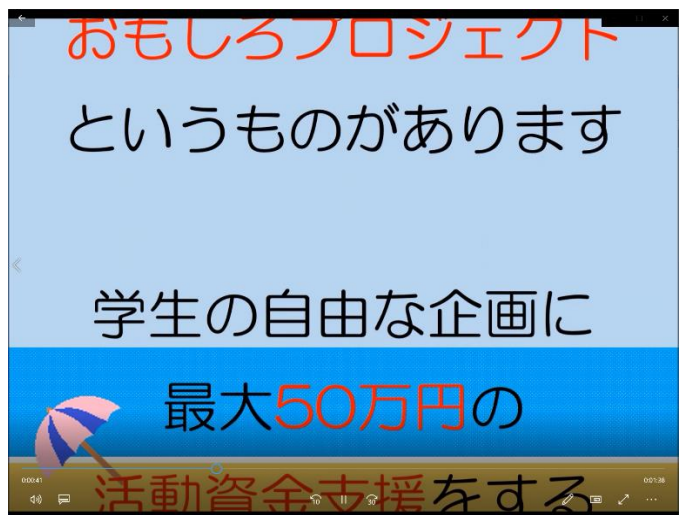 おもしろプロジェクト
というものがあります
学生の自由な企画に
最大50万円の
活動資金支援をする
0:00:41
0:01:36
10
30